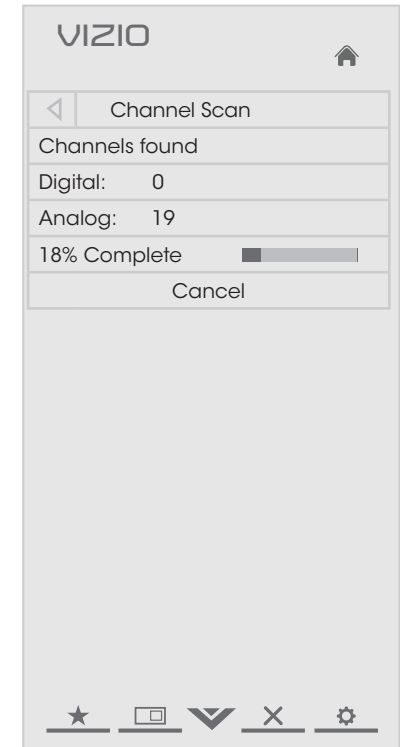 VIZIO
Channel Scan
Channels found
Digital: 0
Analog: 19
18% Complete
Cancel